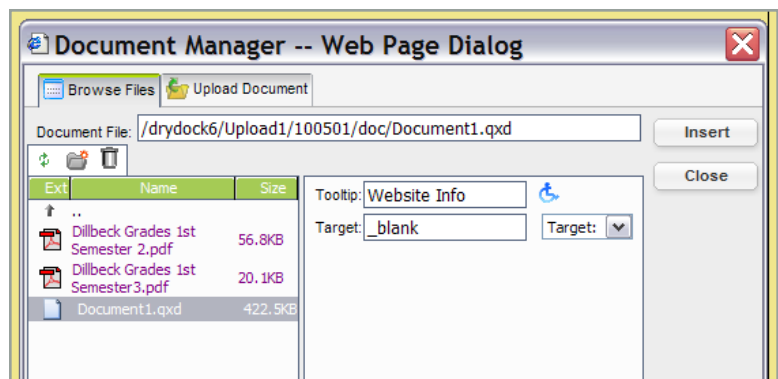 Document Manager -- Web Page Dialog
Browse Files Upload Document
Document File: /drydock6/Upload1/100501/doc/Document1.qxd
Insert
Close
Ext Name Size
..
Dillbeck Grades 1st
Semester 2.pdf
56.8KB
Dillbeck Grades 1st
Semester3.pdf
20.1KB
Document1.qxd 422.5KB
Tooltip: Website Info
Target: _blank Target: